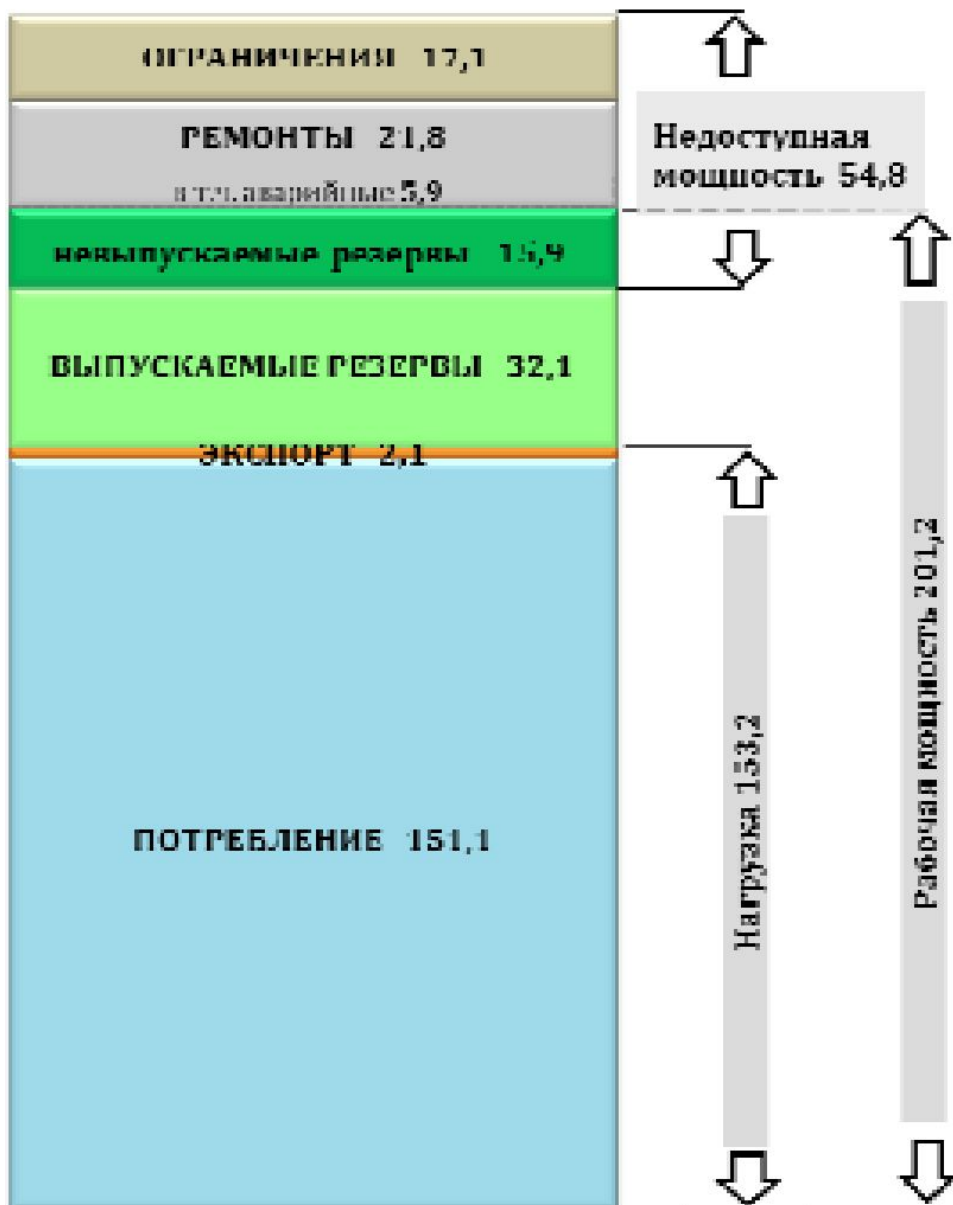 ОГРАНИЧЕНИЯ 17,1
РЕМОНТЫ 21,8
в т.ч. аварийные 5,9
невыпускаемые резервы 15,9
ВЫПУСКАЕМЫЕ РЕЗЕРВЫ 32,1
ЭКСПОРТ 2,1
ПОТРЕБЛЕНИЕ 151,1
Недоступная
мощность 54,8
Нагрузка 153,2
Рабочая мощность 201,2